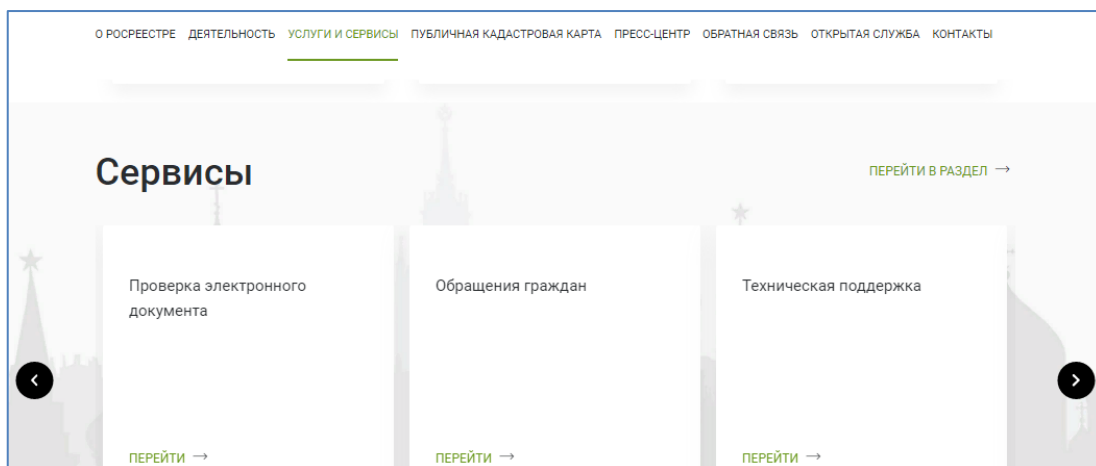 О РОСРЕЕСТРЕ ДЕЯТЕЛЬНОСТЬ УСЛУГИ И СЕРВИСЫ ПУБЛИЧНАЯ КАДАСТРОВАЯ КАРТА ПРЕСС-ЦЕНТР ОБРАТНАЯ СВЯЗЬ ОТКРЫТАЯ СЛУЖБА КОНТАКТЫ
Сервисы
ПЕРЕЙТИ В РАЗДЕЛ →
Проверка электронного
документа
ПЕРЕЙТИ →
Обращения граждан
ПЕРЕЙТИ →
Техническая поддержка
ПЕРЕЙТИ →